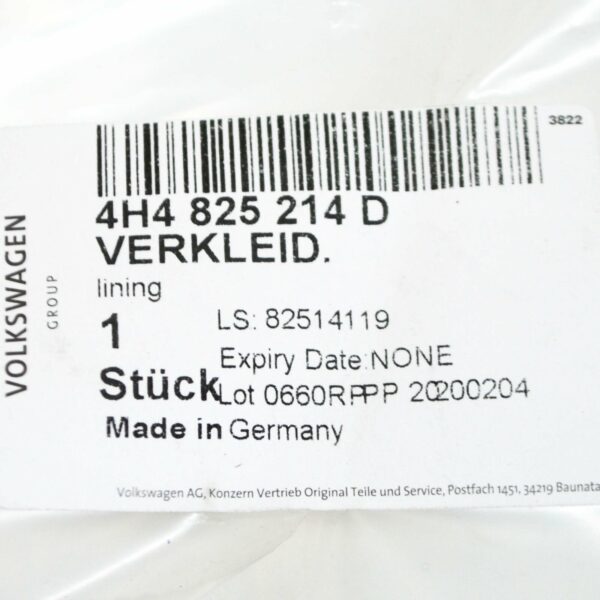 3822
4H4 825 214 D
VERKLEID.
lining
1
LS: 82514119
Expiry Date:NONE
Stück
Lot 0660RPPP 20200204
Made in Germany
VOLKSWAGEN
GROUP
Volkswagen AG, Konzern Vertrieb Original Teile und Service, Postfach 1451, 34219 Baunata